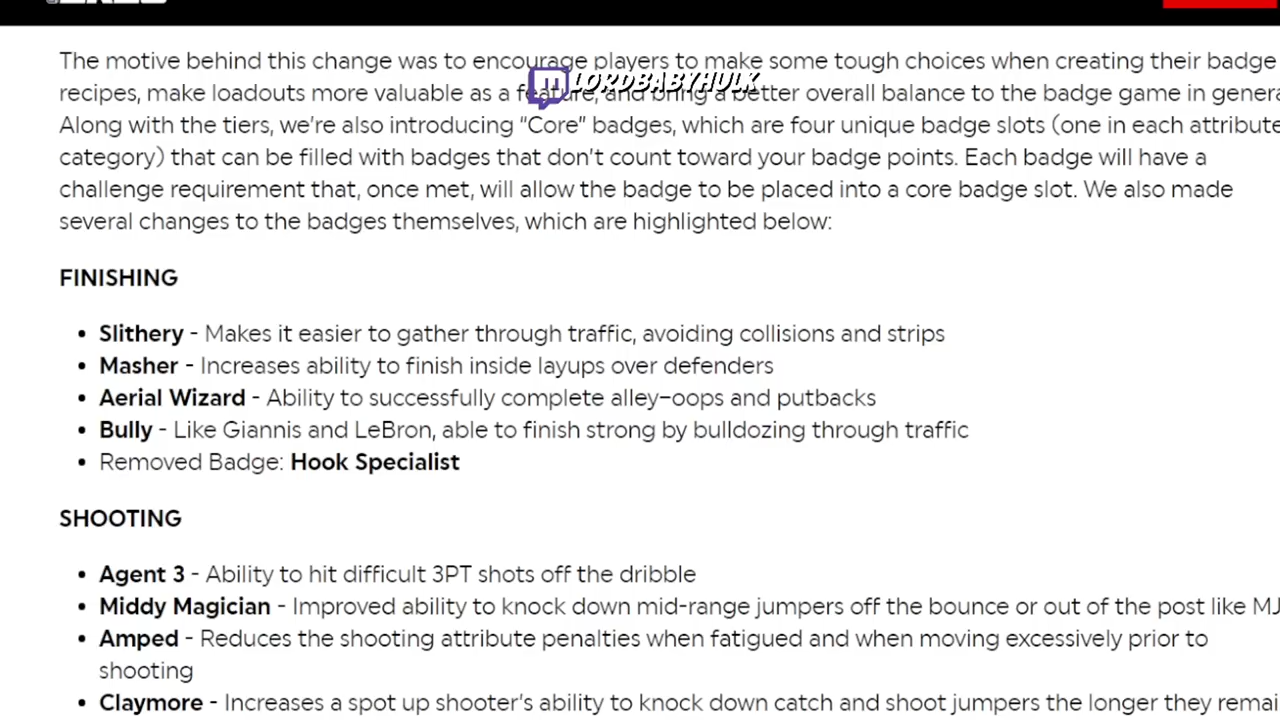 The motive behind this change was to encourage players to make some tough choices when creating their badge
LORDBABYHULK
recipes, make loadouts more valuable as a feature, and bring a better overall balance to the badge game in genera
Along with the tiers, we’re also introducing “Core” badges, which are four unique badge slots (one in each attribute
category) that can be filled with badges that don’t count toward your badge points. Each badge will have a
challenge requirement that, once met, will allow the badge to be placed into a core badge slot. We also made
several changes to the badges themselves, which are highlighted below:
FINISHING
• Slithery - Makes it easier to gather through traffic, avoiding collisions and strips
• Masher - Increases ability to finish inside layups over defenders
• Aerial Wizard - Ability to successfully complete alley-oops and putbacks
• Bully - Like Giannis and LeBron, able to finish strong by bulldozing through traffic
• Removed Badge: Hook Specialist
SHOOTING
• Agent 3 - Ability to hit difficult 3PT shots off the dribble
• Middy Magician - Improved ability to knock down mid-range jumpers off the bounce or out of the post like MJ
• Amped - Reduces the shooting attribute penalties when fatigued and when moving excessively prior to
shooting
• Claymore - Increases a spot up shooter’s ability to knock down catch and shoot jumpers the longer they remai